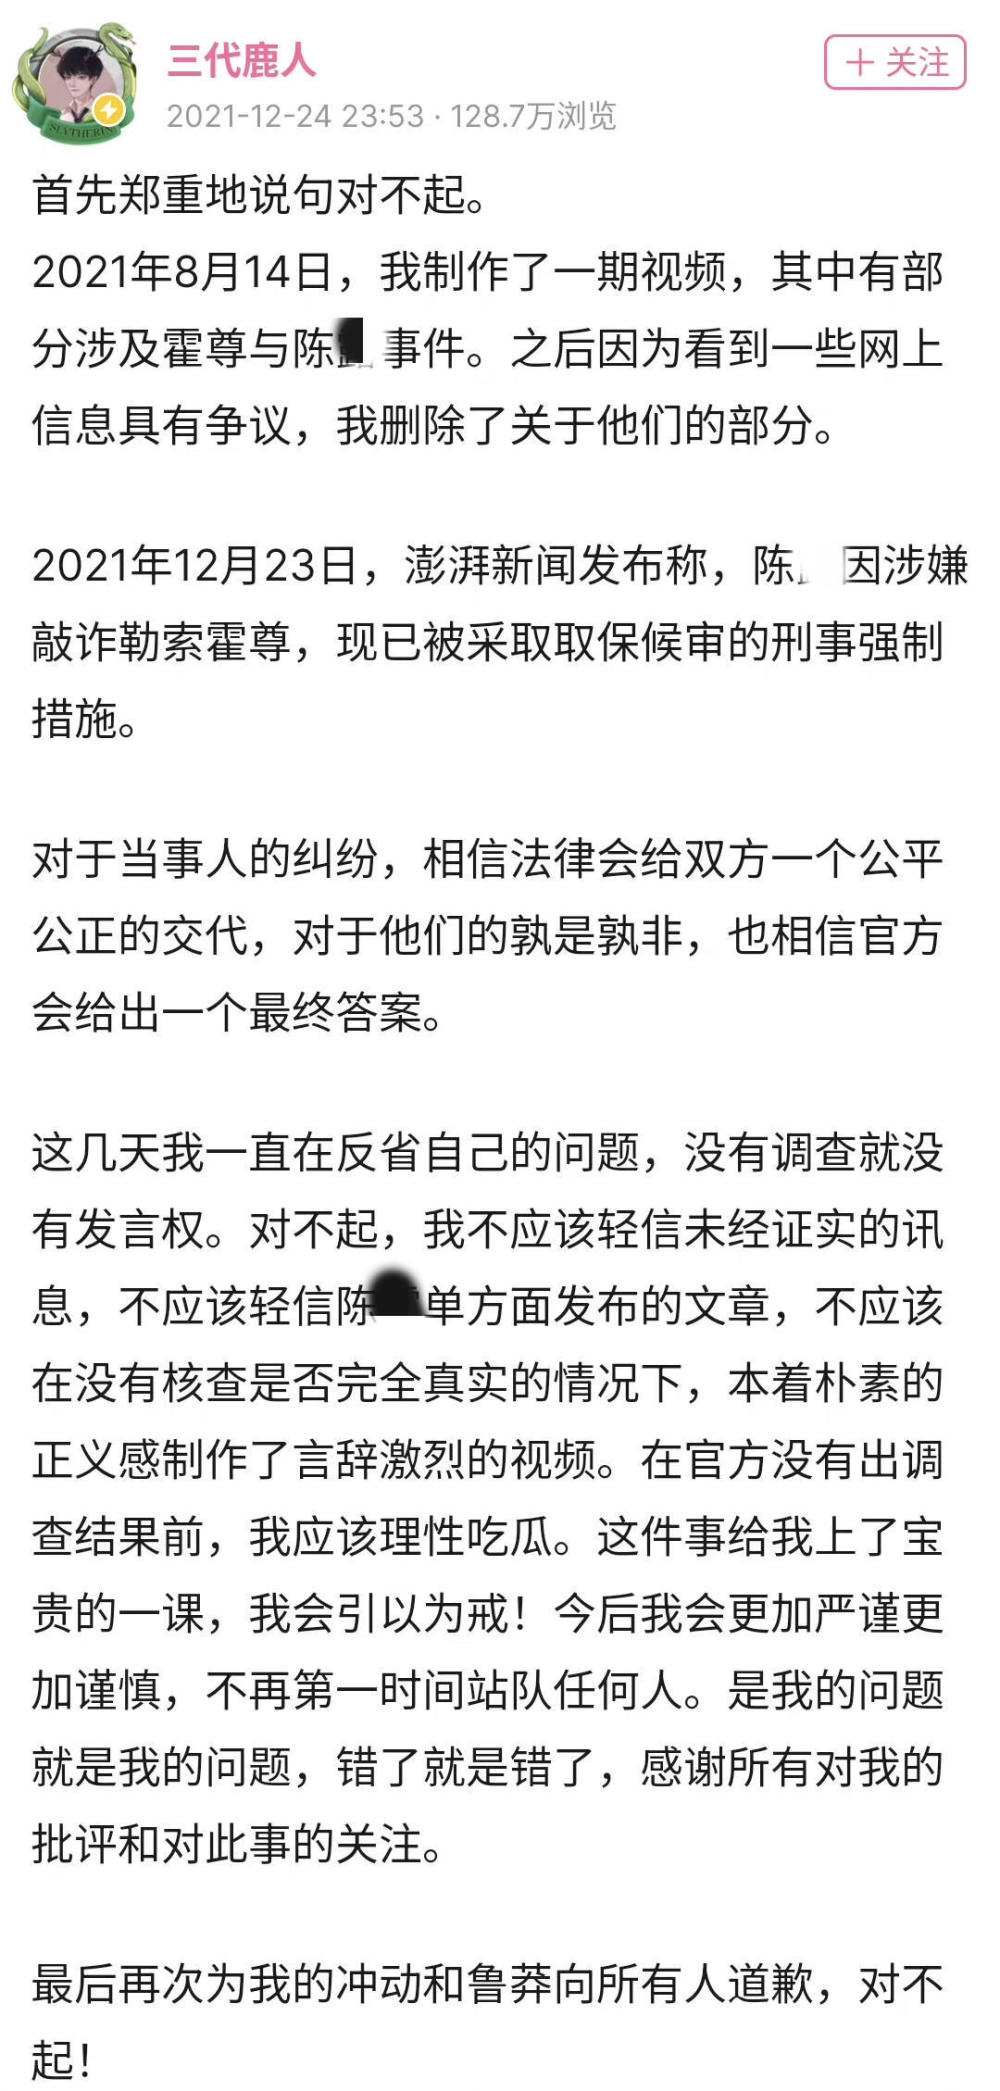 三代鹿人
+ 关注
2021-12-24 23:53 · 128.7万浏览
SLYTHERIN
首先郑重地说句对不起。
2021年8月14日，我制作了一期视频，其中有部
分涉及霍尊与陈 事件。之后因为看到一些网上
信息具有争议，我删除了关于他们的部分。
2021年12月23日，澎湃新闻发布称，陈 因涉嫌
敲诈勒索霍尊，现已被采取取保候审的刑事强制
措施。
对于当事人的纠纷，相信法律会给双方一个公平
公正的交代，对于他们的孰是孰非，也相信官方
会给出一个最终答案。
这几天我一直在反省自己的问题，没有调查就没
有发言权。对不起，我不应该轻信未经证实的讯
息，不应该轻信陈 单方面发布的文章，不应该
在没有核查是否完全真实的情况下，本着朴素的
正义感制作了言辞激烈的视频。在官方没有出调
查结果前，我应该理性吃瓜。这件事给我上了宝
贵的一课，我会引以为戒！今后我会更加严谨更
加谨慎，不再第一时间站队任何人。是我的问题
就是我的问题，错了就是错了，感谢所有对我的
批评和对此事的关注。
最后再次为我的冲动和鲁莽向所有人道歉，对不
起！